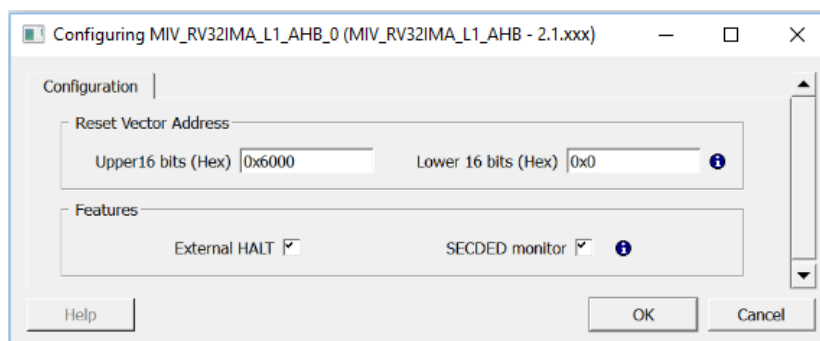 Configuring MIV_RV32IMA_L1_AHB_0 (MIV_RV32IMA_L1_AHB - 2.1.xxx)
Configuration
Reset Vector Address
Upper16 bits (Hex) 0x6000 Lower 16 bits (Hex) 0x0
Features
External HALT SECDED monitor
Help OK Cancel